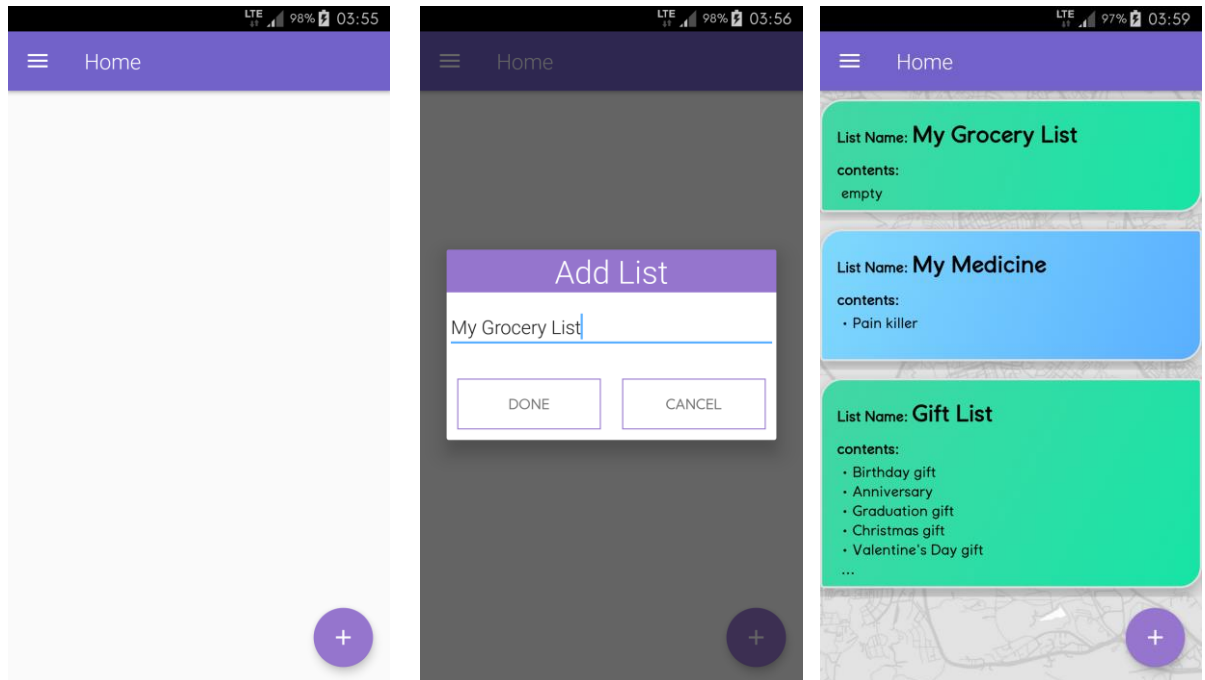 LTE 98% 03:55
Home
+
LTE 98% 03:56
Home
Add List
My Grocery List
DONE CANCEL
+
LTE 97% 03:59
Home
List Name: My Grocery List
contents:
empty
List Name: My Medicine
contents:
• Pain killer
List Name: Gift List
contents:
• Birthday gift
• Anniversary
• Graduation gift
• Christmas gift
• Valentine's Day gift
...
+